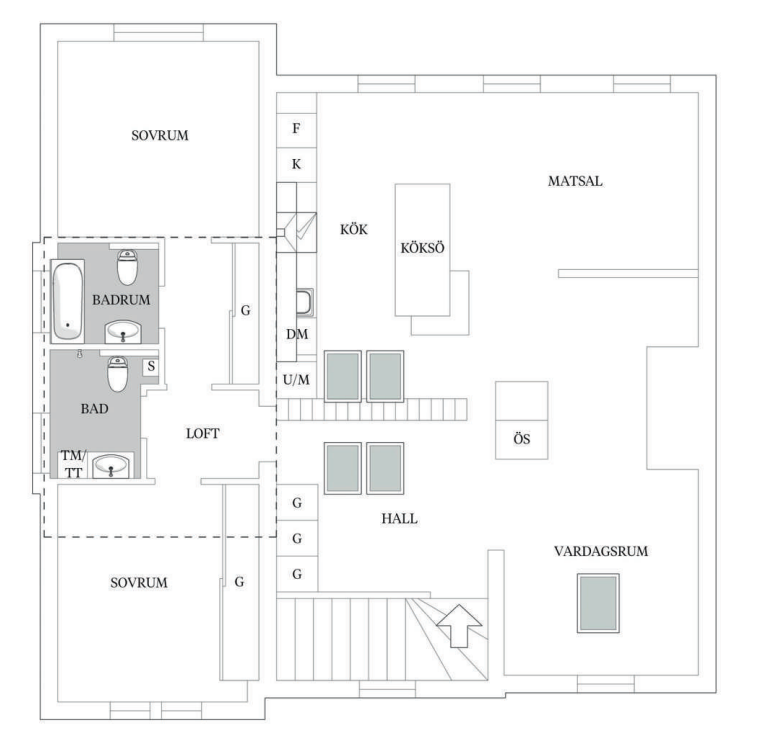 SOVRUM
F
K
MATSAL
KÖK
KÖKSÖ
BADRUM
G
DM
S
U/M
BAD
LOFT
ÖS
TM/
TT
G
HALL
G
VARDAGSRUM
G
SOVRUM
G